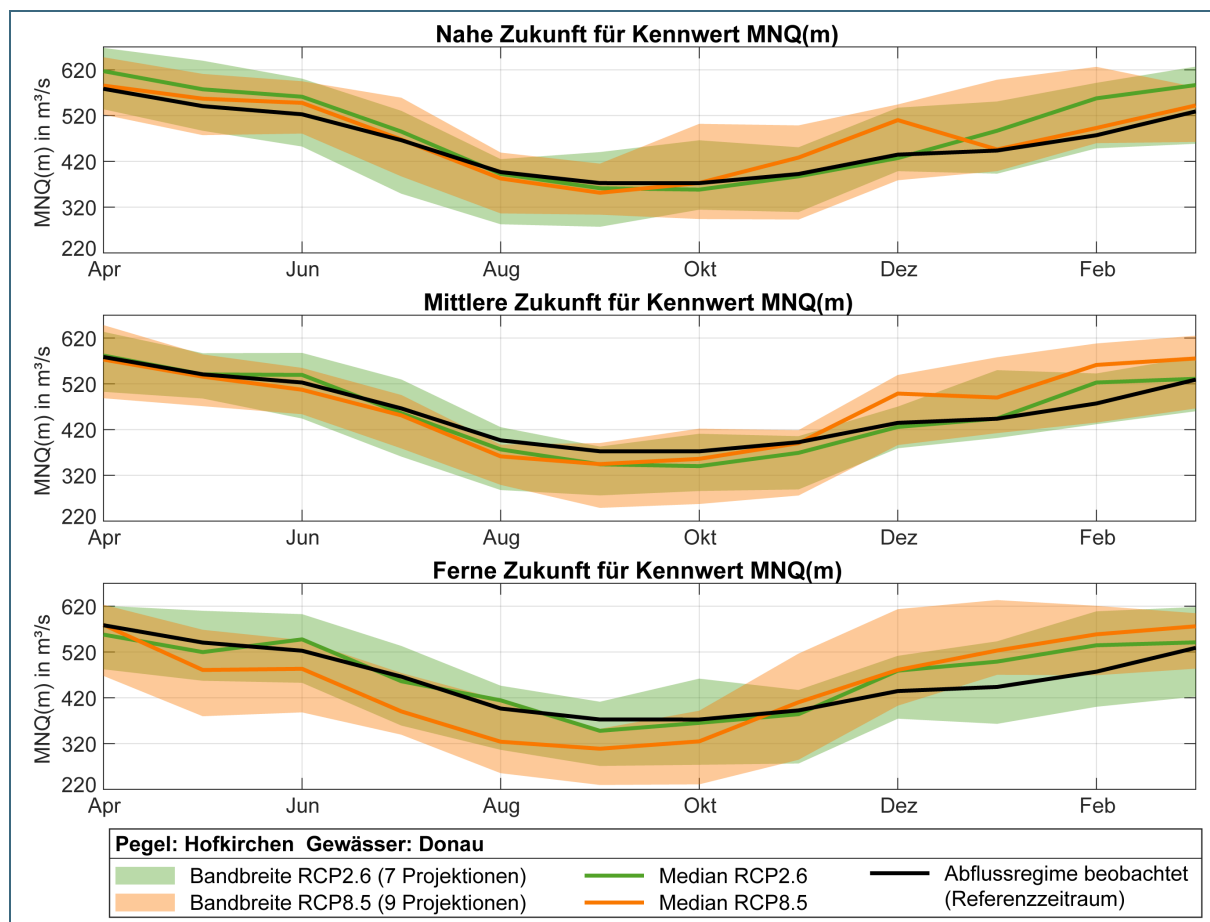 Nahe Zukunft für Kennwert MNQ(m)
MNQ(m) in m³/s
620
520
420
320
220
Apr Jun Aug Okt Dez Feb
Mittlere Zukunft für Kennwert MNQ(m)
MNQ(m) in m³/s
620
520
420
320
220
Apr Jun Aug Okt Dez Feb
Ferne Zukunft für Kennwert MNQ(m)
MNQ(m) in m³/s
620
520
420
320
220
Apr Jun Aug Okt Dez Feb
Pegel: Hofkirchen Gewässer: Donau
Bandbreite RCP2.6 (7 Projektionen)
Bandbreite RCP8.5 (9 Projektionen)
Median RCP2.6
Median RCP8.5
Abflussregime beobachtet
(Referenzzeitraum)